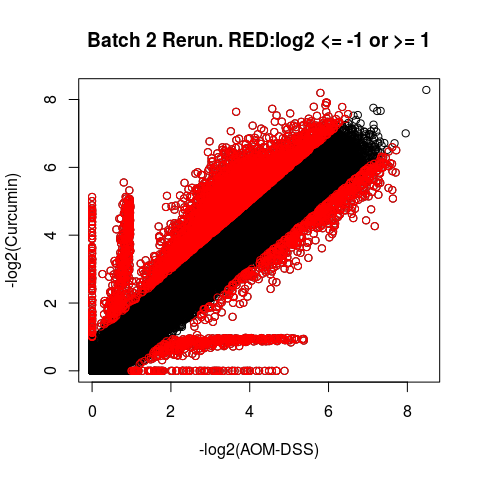 Batch 2 Rerun. RED:log2 <= -1 or >= 1
-log2(Curcumin)
8
6
4
2
0
0 2 4 6 8
-log2(AOM-DSS)